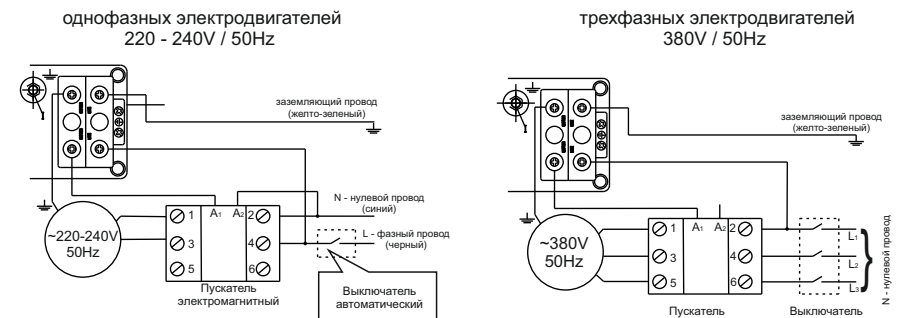 однофазных электродвигателей
220 - 240V / 50Hz
заземляющий провод
(желто-зеленый)
N - нулевой провод
(синий)
L - фазный провод
(черный)
~220-240V
50Hz
1
A1
A2
2
3
4
5
6
Пускатель
электромагнитный
Выключатель
автоматический
трехфазных электродвигателей
380V / 50Hz
заземляющий провод
(желто-зеленый)
~380V
50Hz
1
A1
A2
2
3
4
5
6
L1
L2
L3
N - нулевой провод
Пускатель
Выключатель